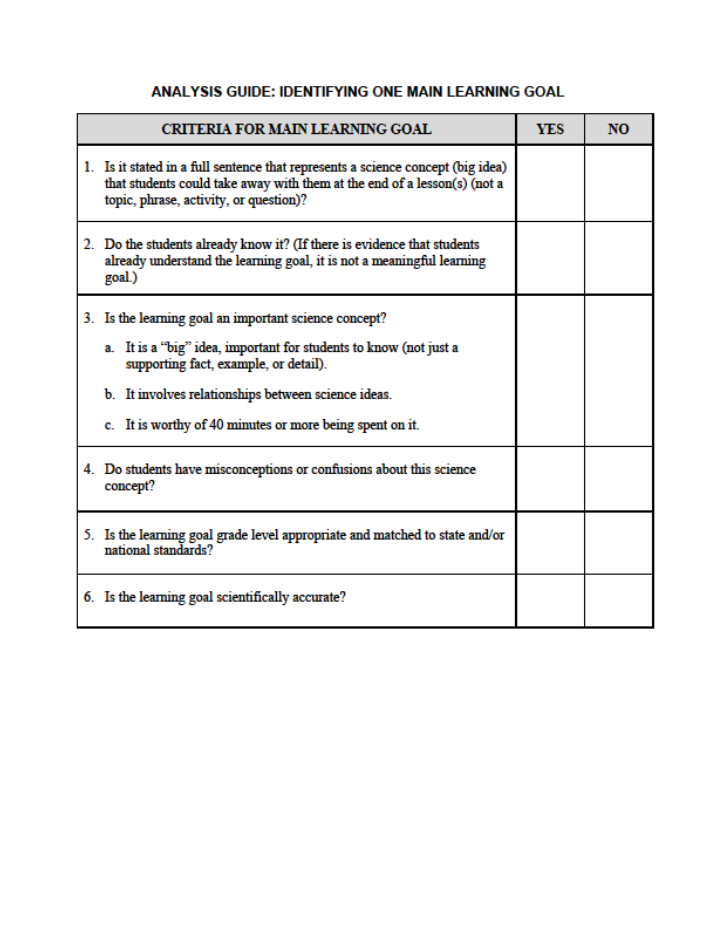 ANALYSIS GUIDE: IDENTIFYING ONE MAIN LEARNING GOAL
CRITERIA FOR MAIN LEARNING GOAL YES NO
1. Is it stated in a full sentence that represents a science concept (big idea)
that students could take away with them at the end of a lesson(s) (not a
topic, phrase, activity, or question)?
2. Do the students already know it? (If there is evidence that students
already understand the learning goal, it is not a meaningful learning
goal.)
3. Is the learning goal an important science concept?
a. It is a “big” idea, important for students to know (not just a
supporting fact, example, or detail).
b. It involves relationships between science ideas.
c. It is worthy of 40 minutes or more being spent on it.
4. Do students have misconceptions or confusions about this science
concept?
5. Is the learning goal grade level appropriate and matched to state and/or
national standards?
6. Is the learning goal scientifically accurate?